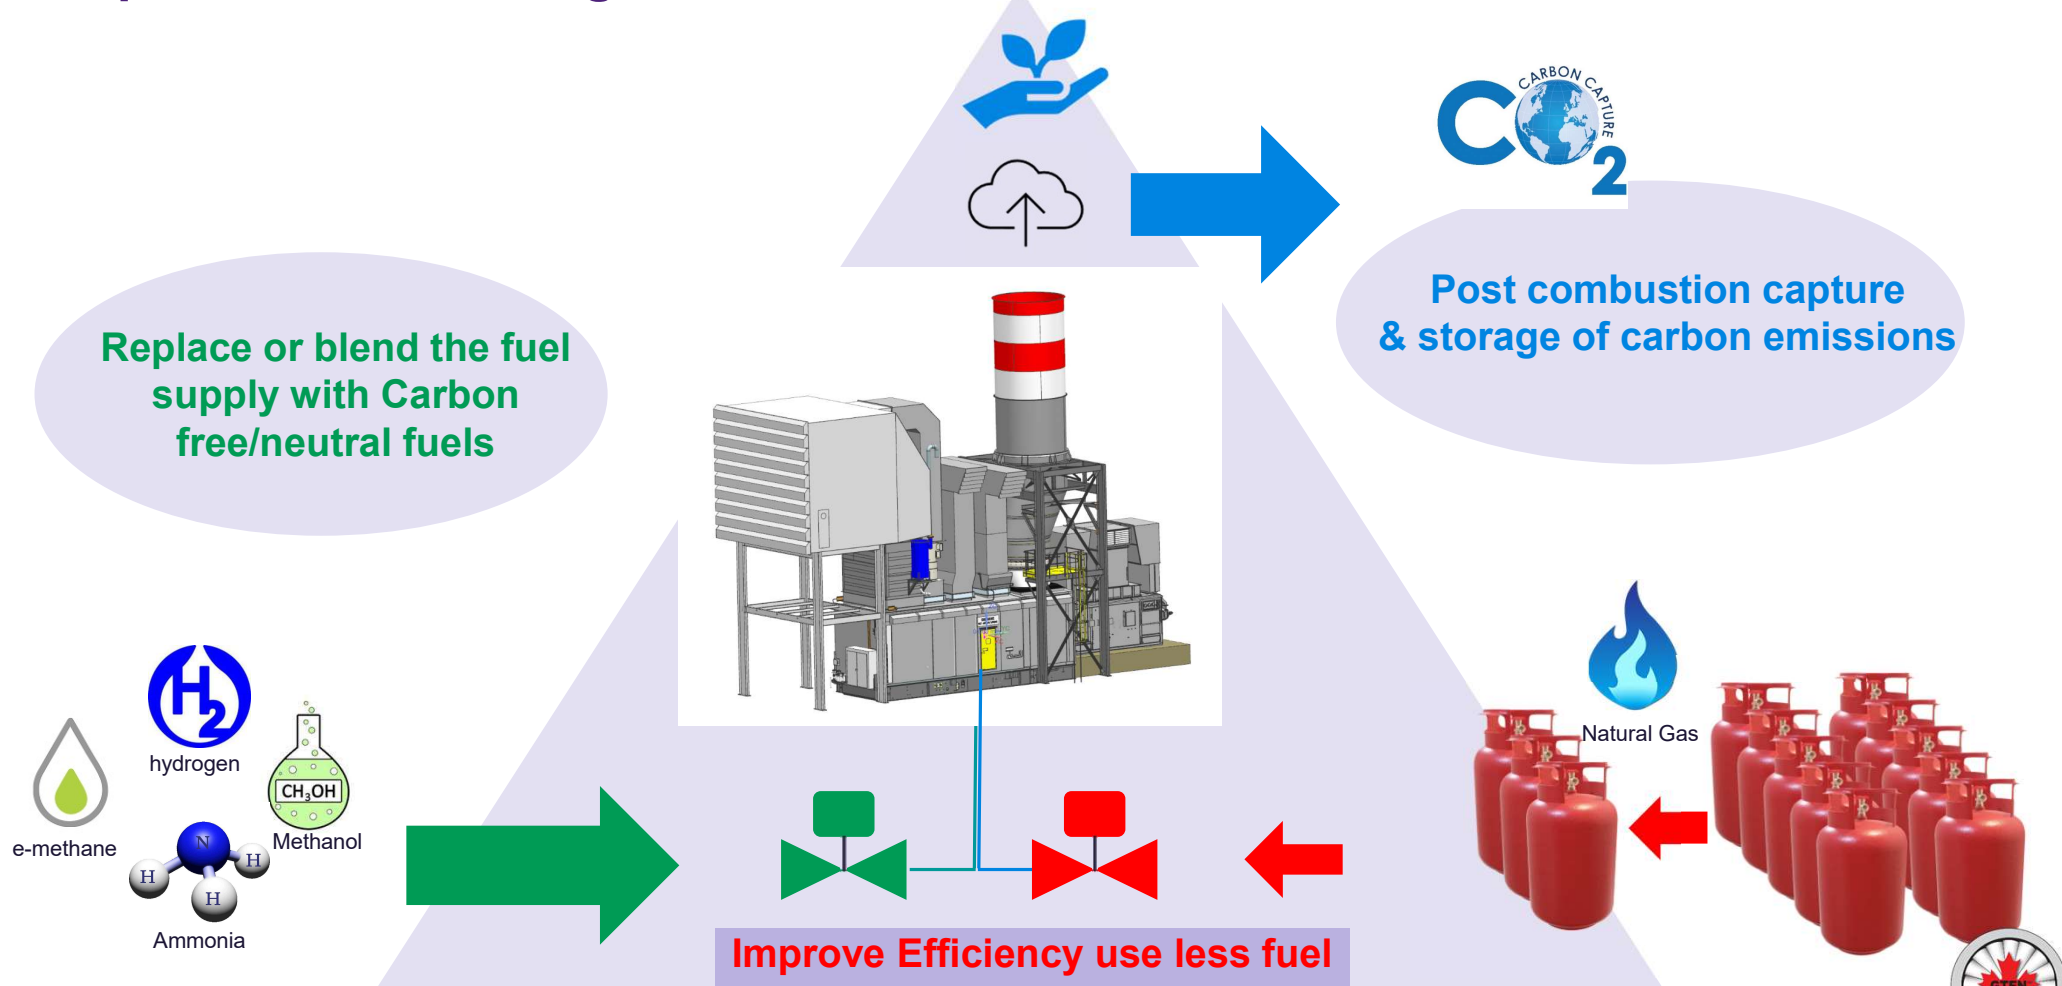 CARBON CAPTURE
CO2
Post combustion capture
& storage of carbon emissions
Replace or blend the fuel
supply with Carbon
free/neutral fuels
H2
hydrogen
CH₃OH
Methanol
e-methane
N
H
H
H
Ammonia
Natural Gas
Improve Efficiency use less fuel
GTEN